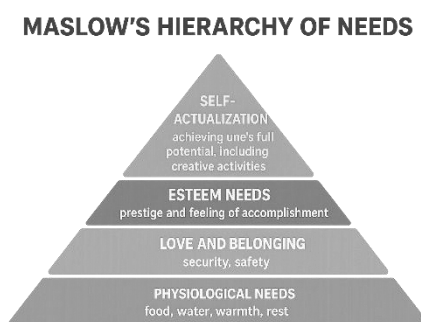 MASLOW'S HIERARCHY OF NEEDS
SELF-
ACTUALIZATION
achieving une's full
potential, including
creative activities
ESTEEM NEEDS
prestige and feeling of accomplishment
LOVE AND BELONGING
security, safety
PHYSIOLOGICAL NEEDS
food, water, warmth, rest